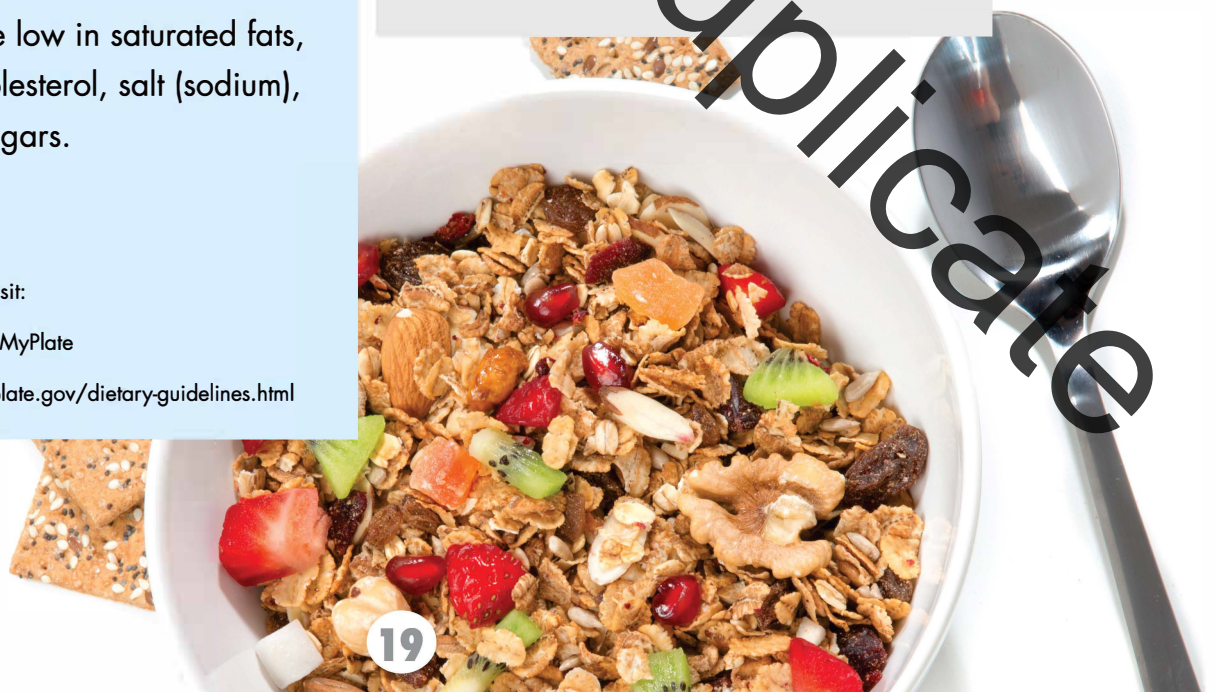 e low in saturated fats,
lesterol, salt (sodium),
gars.
sit:
MyPlate
late.gov/dietary-guidelines.html
plicate
19